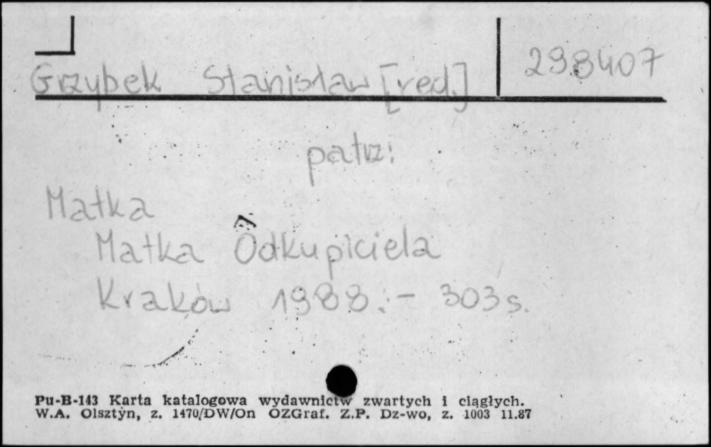 Grzybek Stanisław [red.] 298407
patrz:
Matka
Matka Odkupiciela
Kraków 1988. - 303 s.
Pu-B-143 Karta katalogowa wydawnictw zwartych i ciągłych.
W.A. Olsztyn, z. 1470/DW/On OZGraf. Z.P. Dz-wo, z. 1003 11.87